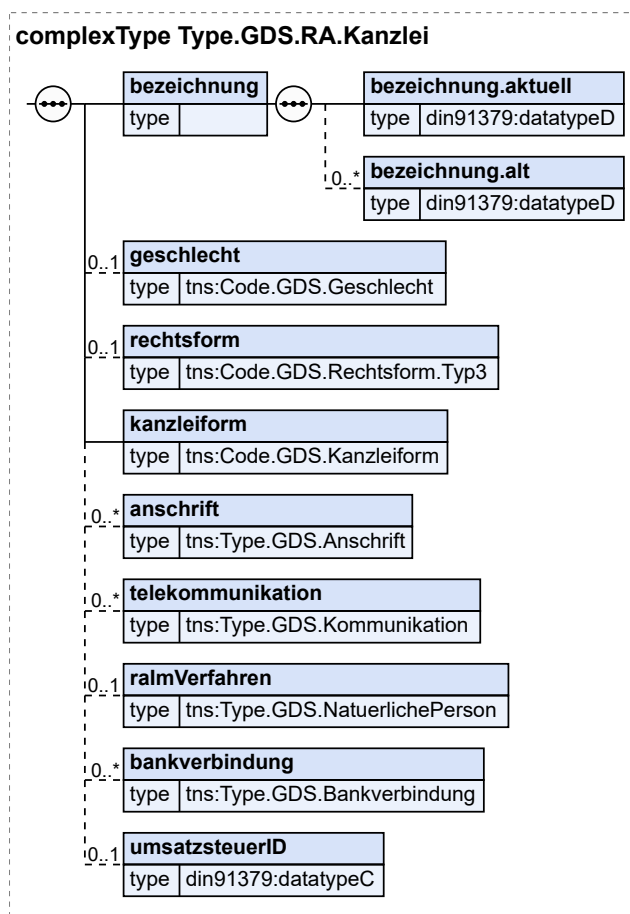 complexType Type.GDS.RA.Kanzlei
bezeichnung
type
bezeichnung.aktuell
type din91379:datatypeD
0..*
bezeichnung.alt
type din91379:datatypeD
0..1
geschlecht
type tns:Code.GDS.Geschlecht
0..1
rechtsform
type tns:Code.GDS.Rechtsform.Typ3
kanzleiform
type tns:Code.GDS.Kanzleiform
0..*
anschrift
type tns:Type.GDS.Anschrift
0..*
telekommunikation
type tns:Type.GDS.Kommunikation
0..1
raImVerfahren
type tns:Type.GDS.NatuerlichePerson
0..*
bankverbindung
type tns:Type.GDS.Bankverbindung
0..1
umsatzsteuerID
type din91379:datatypeC